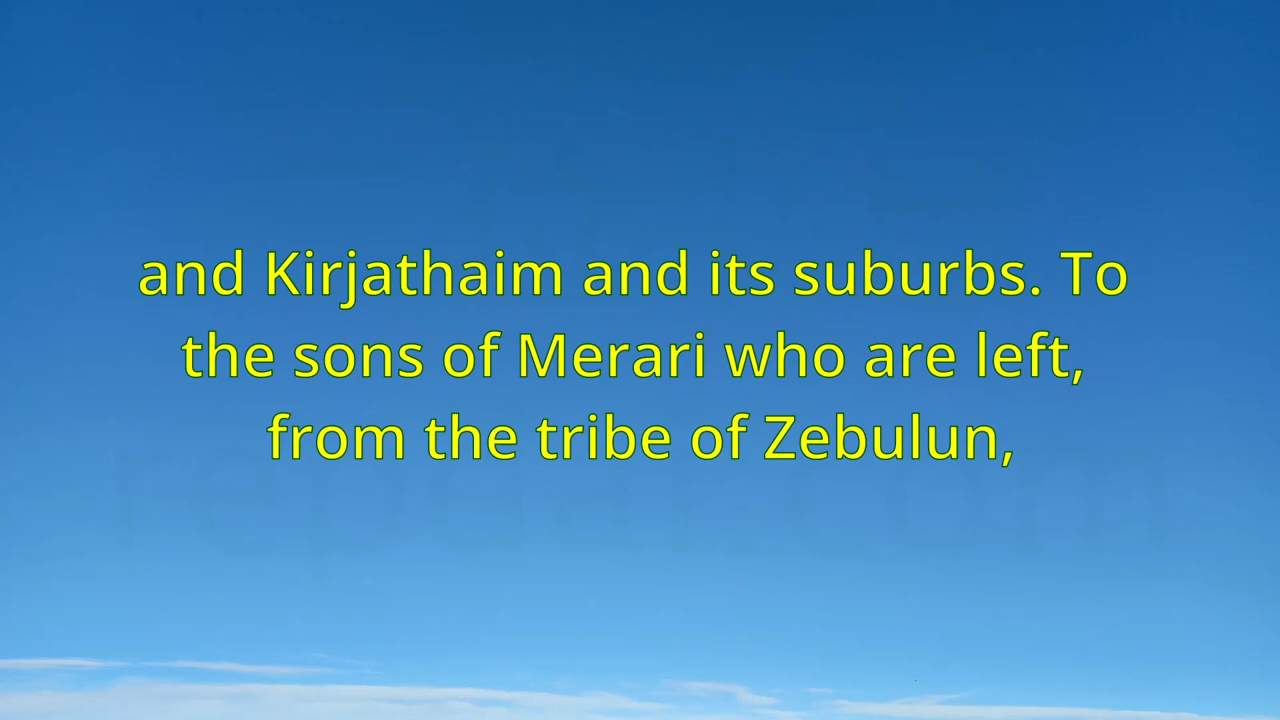 and Kirjathaim and its suburbs. To
the sons of Merari who are left,
from the tribe of Zebulun,